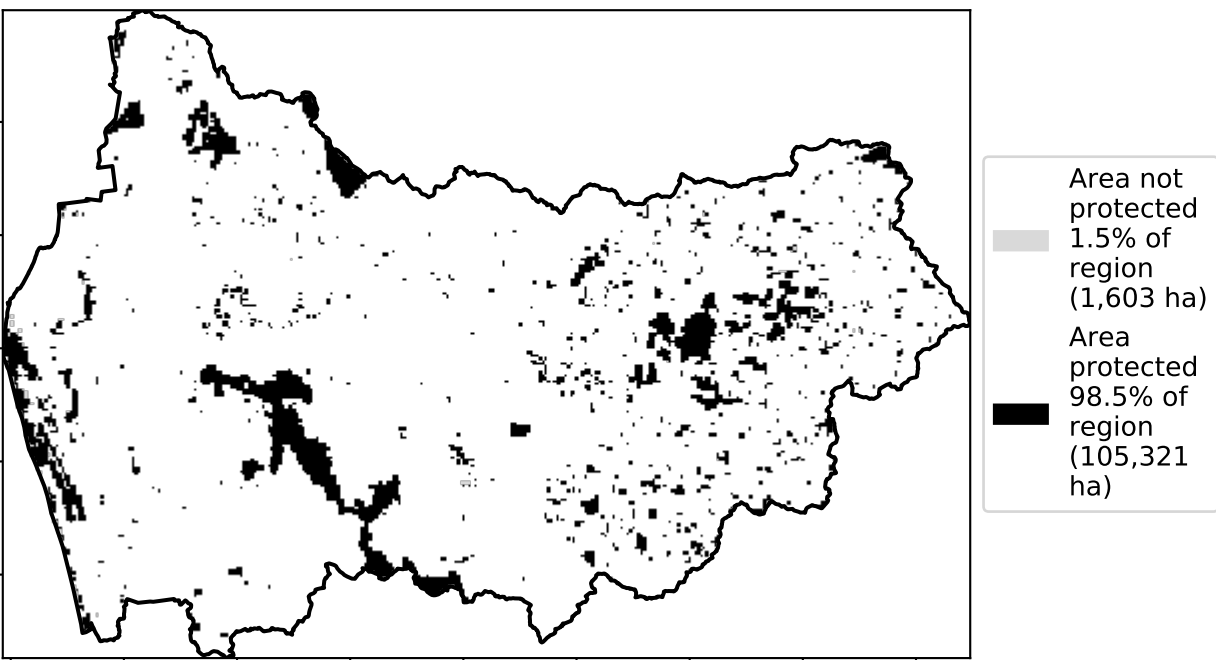 Area not
protected
1.5% of
region
(1,603 ha)
Area
protected
98.5% of
region
(105,321
ha)